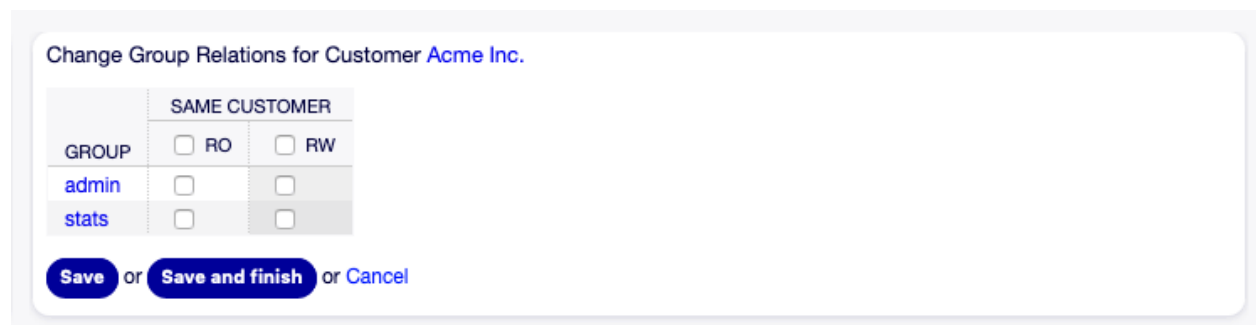 Change Group Relations for Customer Acme Inc.
SAME CUSTOMER
GROUP RO RW
admin
stats
Save or Save and finish or Cancel